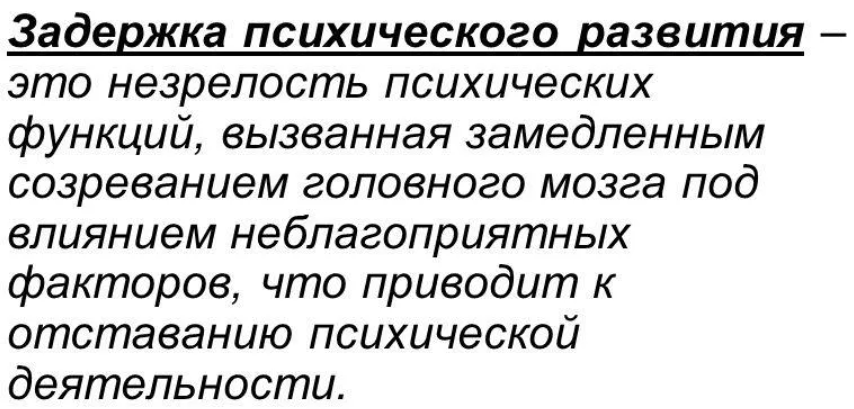 Задержка психического развития –
это незрелость психических
функций, вызванная замедленным
созреванием головного мозга под
влиянием неблагоприятных
факторов, что приводит к
отставанию психической
деятельности.